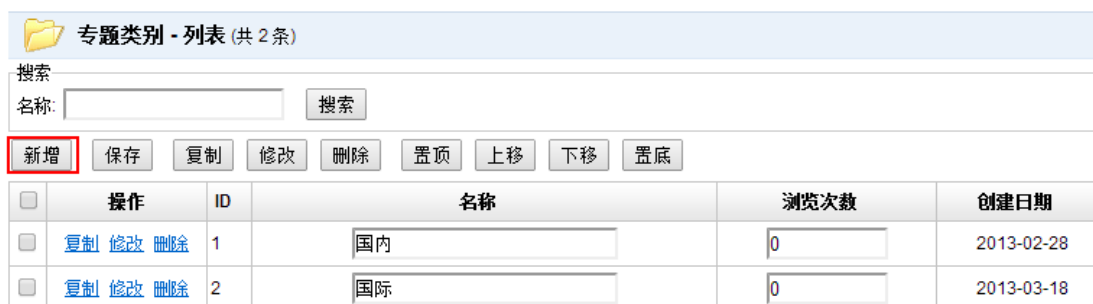 专题类别 - 列表 (共 2 条)
搜索
名称: 搜索
新增 保存 复制 修改 删除 置顶 上移 下移 置底
操作 ID 名称 浏览次数 创建日期
复制 修改 删除 1 国内 0 2013-02-28
复制 修改 删除 2 国际 0 2013-03-18